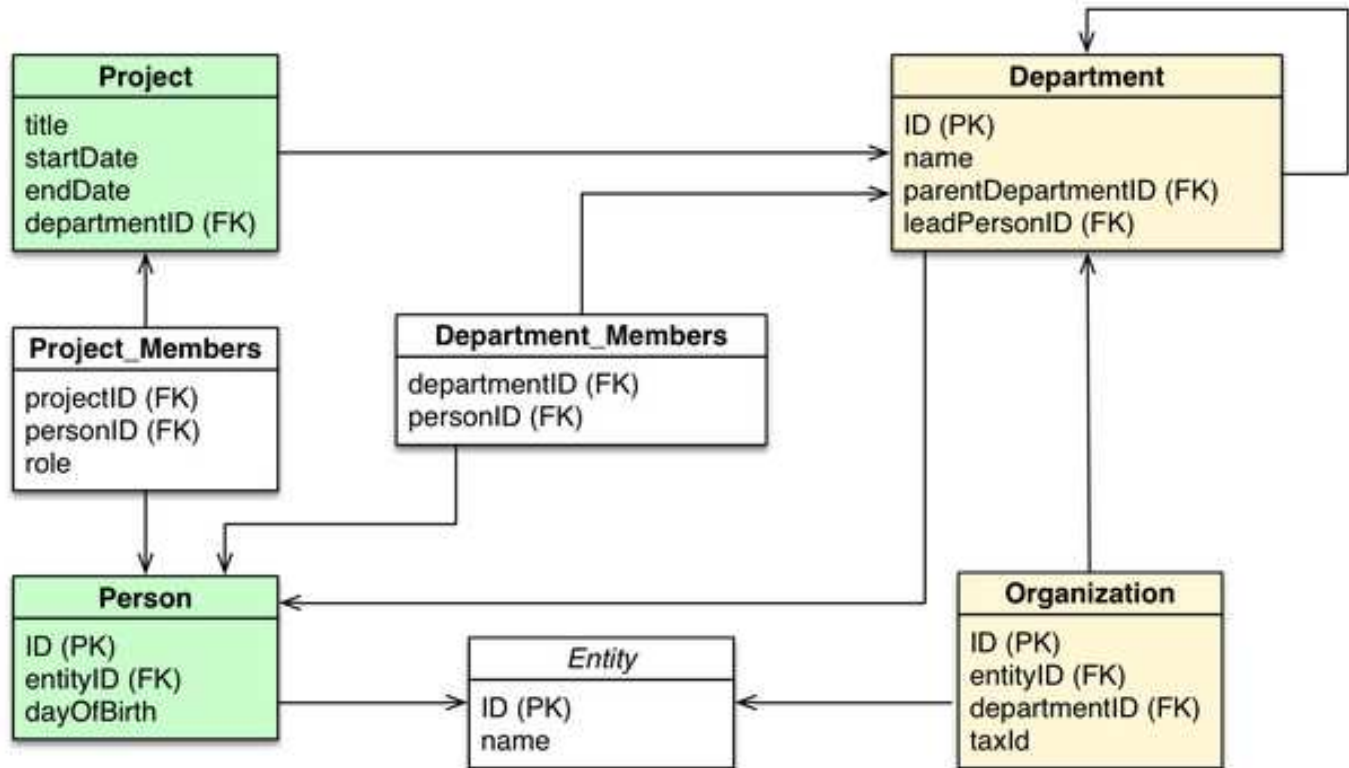 Project
title
startDate
endDate
departmentID (FK)
Department
ID (PK)
name
parentDepartmentID (FK)
leadPersonID (FK)
Project_Members
projectID (FK)
personID (FK)
role
Department_Members
departmentID (FK)
personID (FK)
Person
ID (PK)
entityID (FK)
dayOfBirth
Entity
ID (PK)
name
Organization
ID (PK)
entityID (FK)
departmentID (FK)
taxId